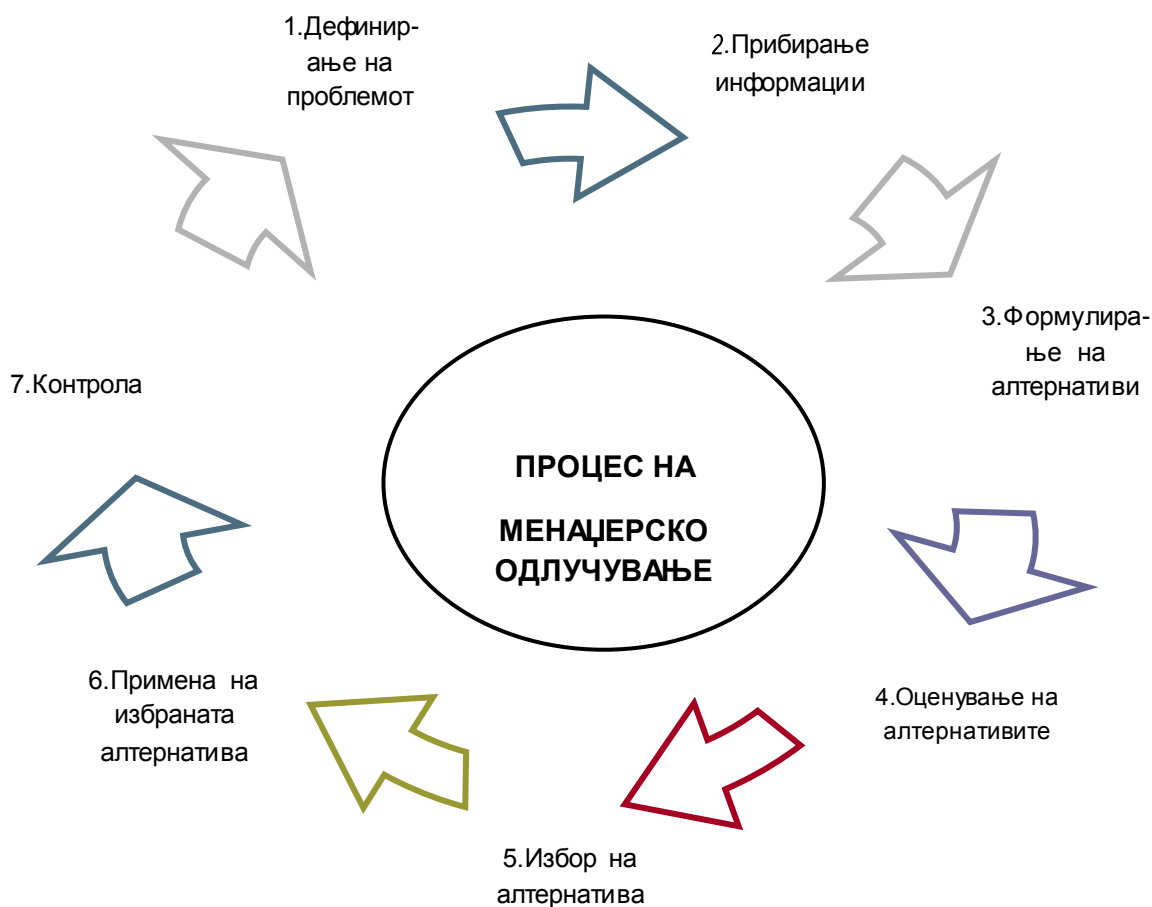 1.Дефинир-
ање на
проблемот
2.Прибирање
информации
3.Формулира-
ње на
алтернативи
4.Оценување на
алтернативите
5.Избор на
алтернатива
6.Примена на
избраната
алтернатива
7.Контрола
ПРОЦЕС НА
МЕНАЏЕРСКО
ОДЛУЧУВАЊЕ